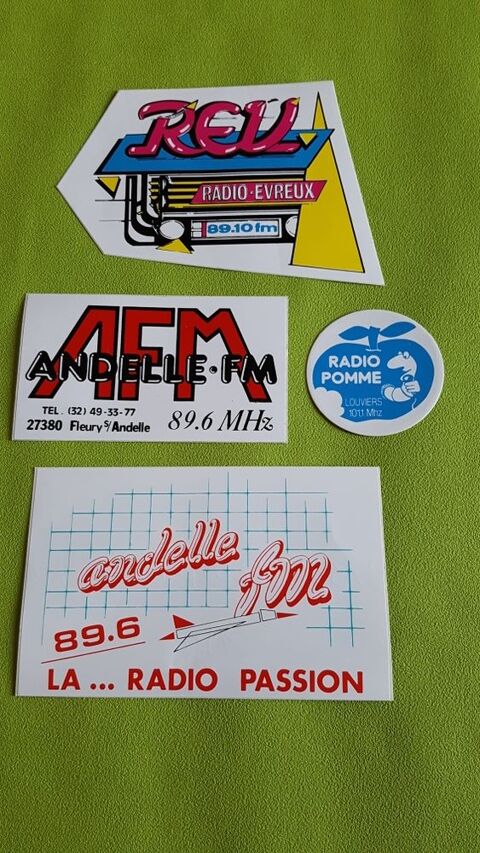 REV
RADIO-EVREUX
89.10 fm
AFM
ANDELLE·FM
TEL. (32) 49-33-77
27380 Fleury s/Andelle
89.6 MHz
RADIO
POMME
LOUVIERS
101.1 Mhz
andelle
fm
89.6
LA ... RADIO PASSION